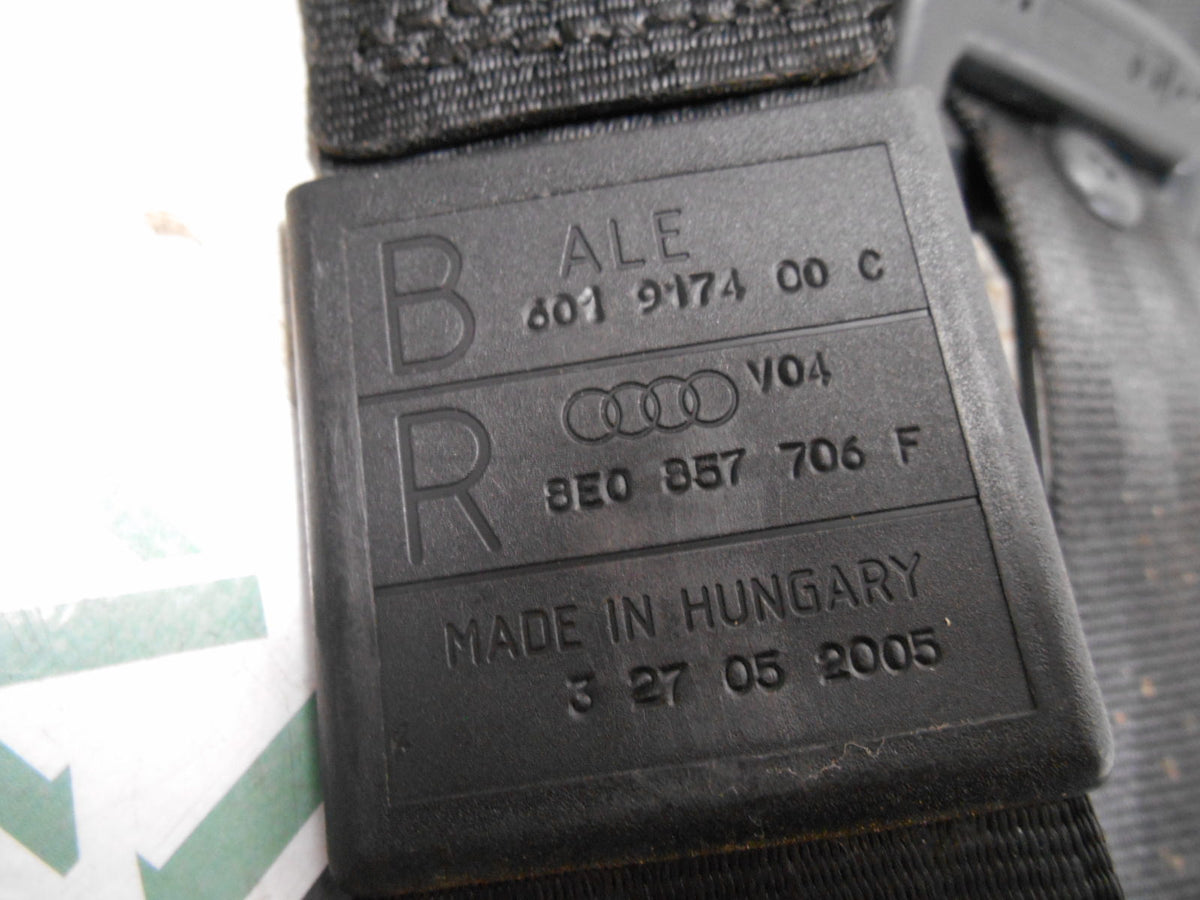 B ALE
601 9174 00 C
R V04
8E0 857 706 F
MADE IN HUNGARY
3 27 05 2005